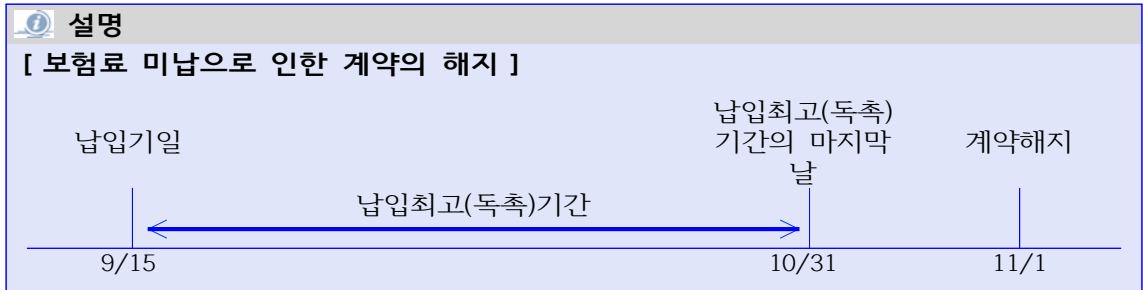 설명
[ 보험료 미납으로 인한 계약의 해지 ]
납입기일
납입최고(독촉)
기간의 마지막
날
계약해지
납입최고(독촉)기간
9/15
10/31
11/1